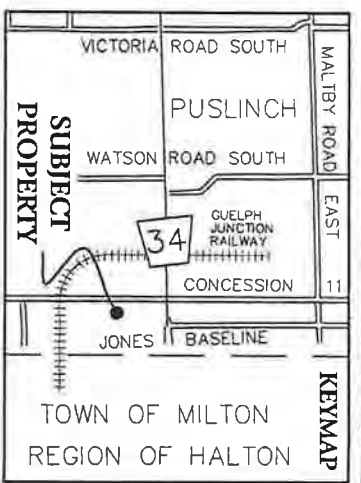 VICTORIA ROAD SOUTH
MALTBY ROAD EAST
PUSLINCH
SUBJECT
PROPERTY
WATSON ROAD SOUTH
34
GUELPH
JUNCTION
RAILWAY
CONCESSION 11
JONES BASELINE
KEYMAP
TOWN OF MILTON
REGION OF HALTON